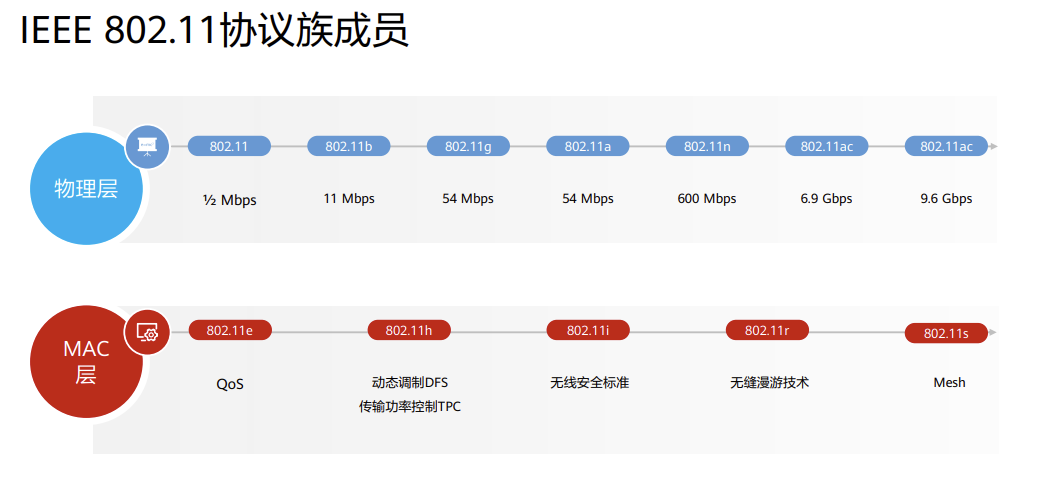 IEEE 802.11协议族成员
物理层
802.11
802.11b
802.11g
802.11a
802.11n
802.11ac
802.11ac
½ Mbps
11 Mbps
54 Mbps
54 Mbps
600 Mbps
6.9 Gbps
9.6 Gbps
MAC
层
802.11e
802.11h
802.11i
802.11r
802.11s
QoS
动态调制DFS
传输功率控制TPC
无线安全标准
无缝漫游技术
Mesh